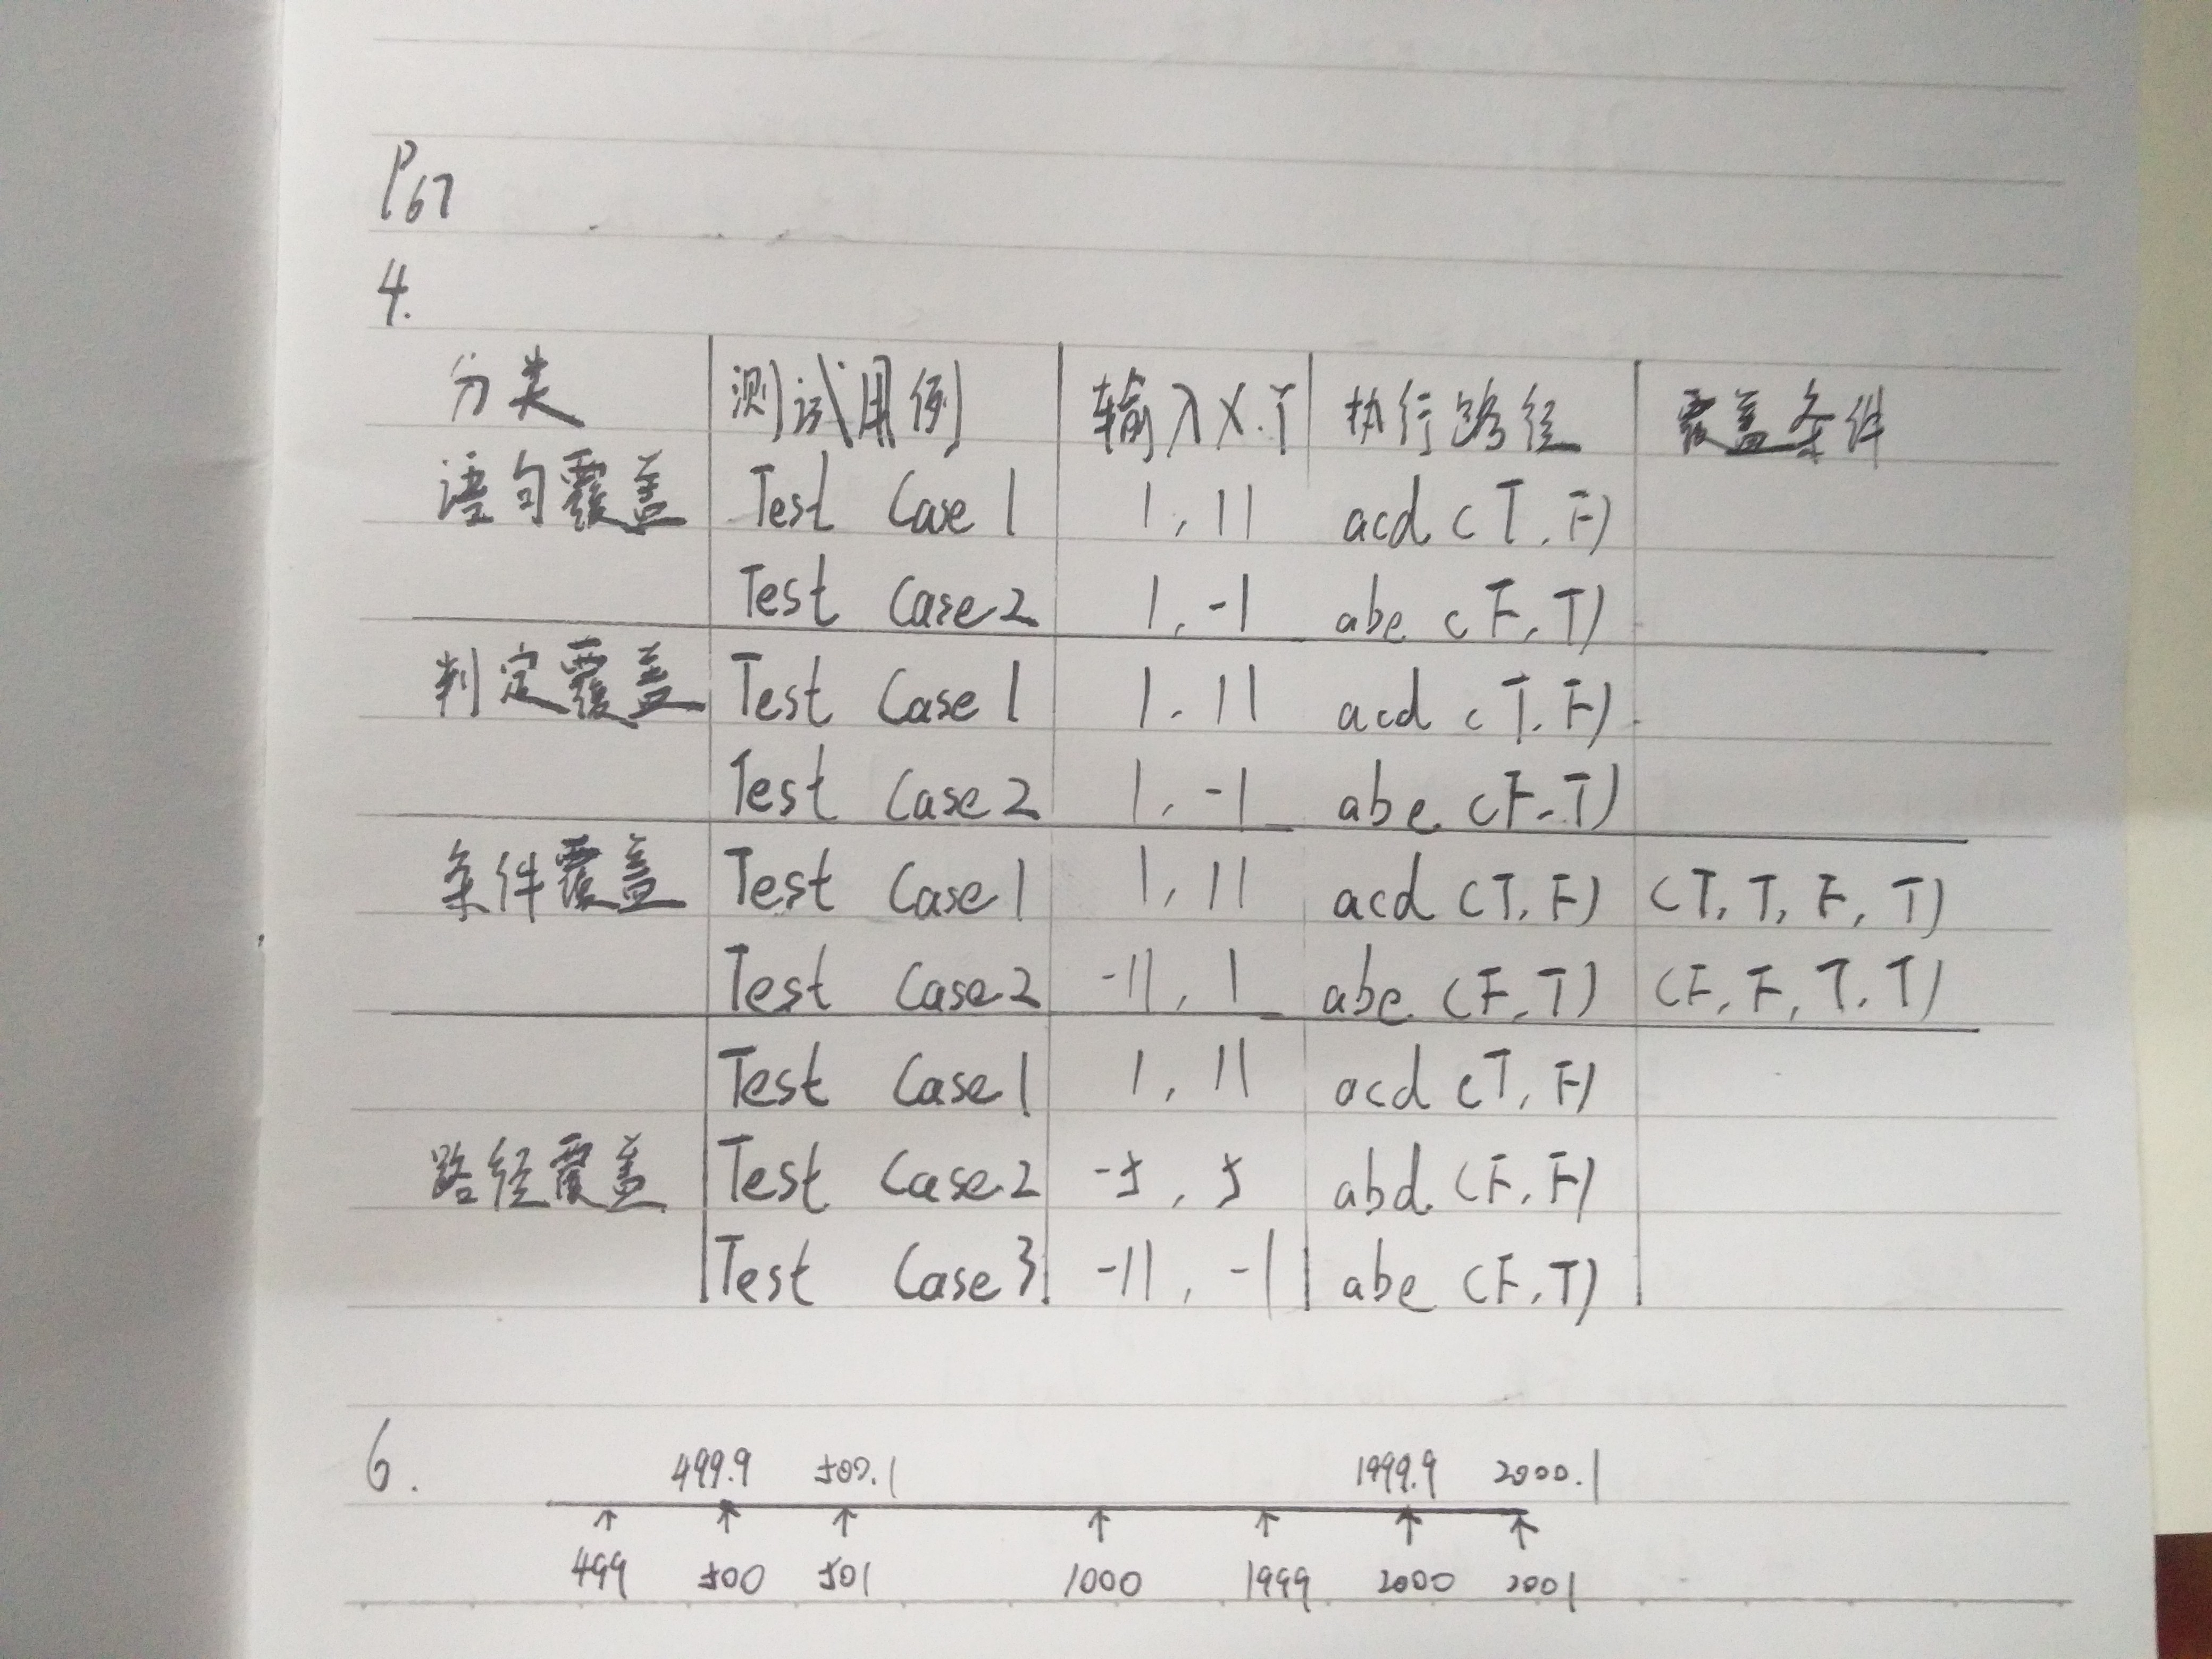 P67
4.
分类 测试用例 输入X.Y 执行路径 覆盖条件
语句覆盖 Test Case 1 1, 11 acd (T, F)
Test Case 2 1, -1 abe (F, T)
判定覆盖 Test Case 1 1, 11 acd (T, F)
Test Case 2 1, -1 abe (F, T)
条件覆盖 Test Case 1 1, 11 acd (T, F) (T, T, F, T)
Test Case 2 -11, 1 abe (F, T) (F, F, T, T)
Test Case 1 1, 11 acd (T, F)
路径覆盖 Test Case 2 -5, 5 abd (F, F)
Test Case 3 -11, -1 abe (F, T)
6. 499.9 500.1 1999.9 2000.1
499 500 501 1000 1999 2000 2001